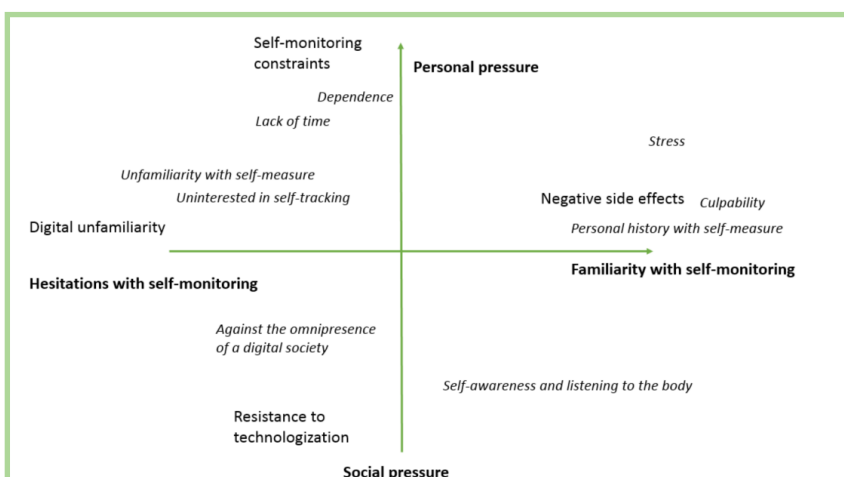 Self-monitoring
constraints
Personal pressure
Dependence
Lack of time
Stress
Unfamiliarity with self-measure
Uninterested in self-tracking
Negative side effects
Culpability
Digital unfamiliarity
Personal history with self-measure
Hesitations with self-monitoring
Familiarity with self-monitoring
Against the omnipresence
of a digital society
Self-awareness and listening to the body
Resistance to
technologization
Social pressure